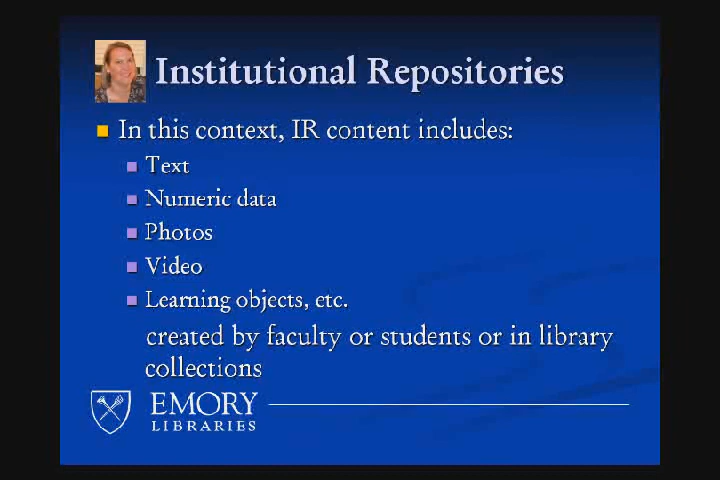 Institutional Repositories
In this context, IR content includes:
Text
Numeric data
Photos
Video
Learning objects, etc.
created by faculty or students or in library
collections
EMORY
LIBRARIES